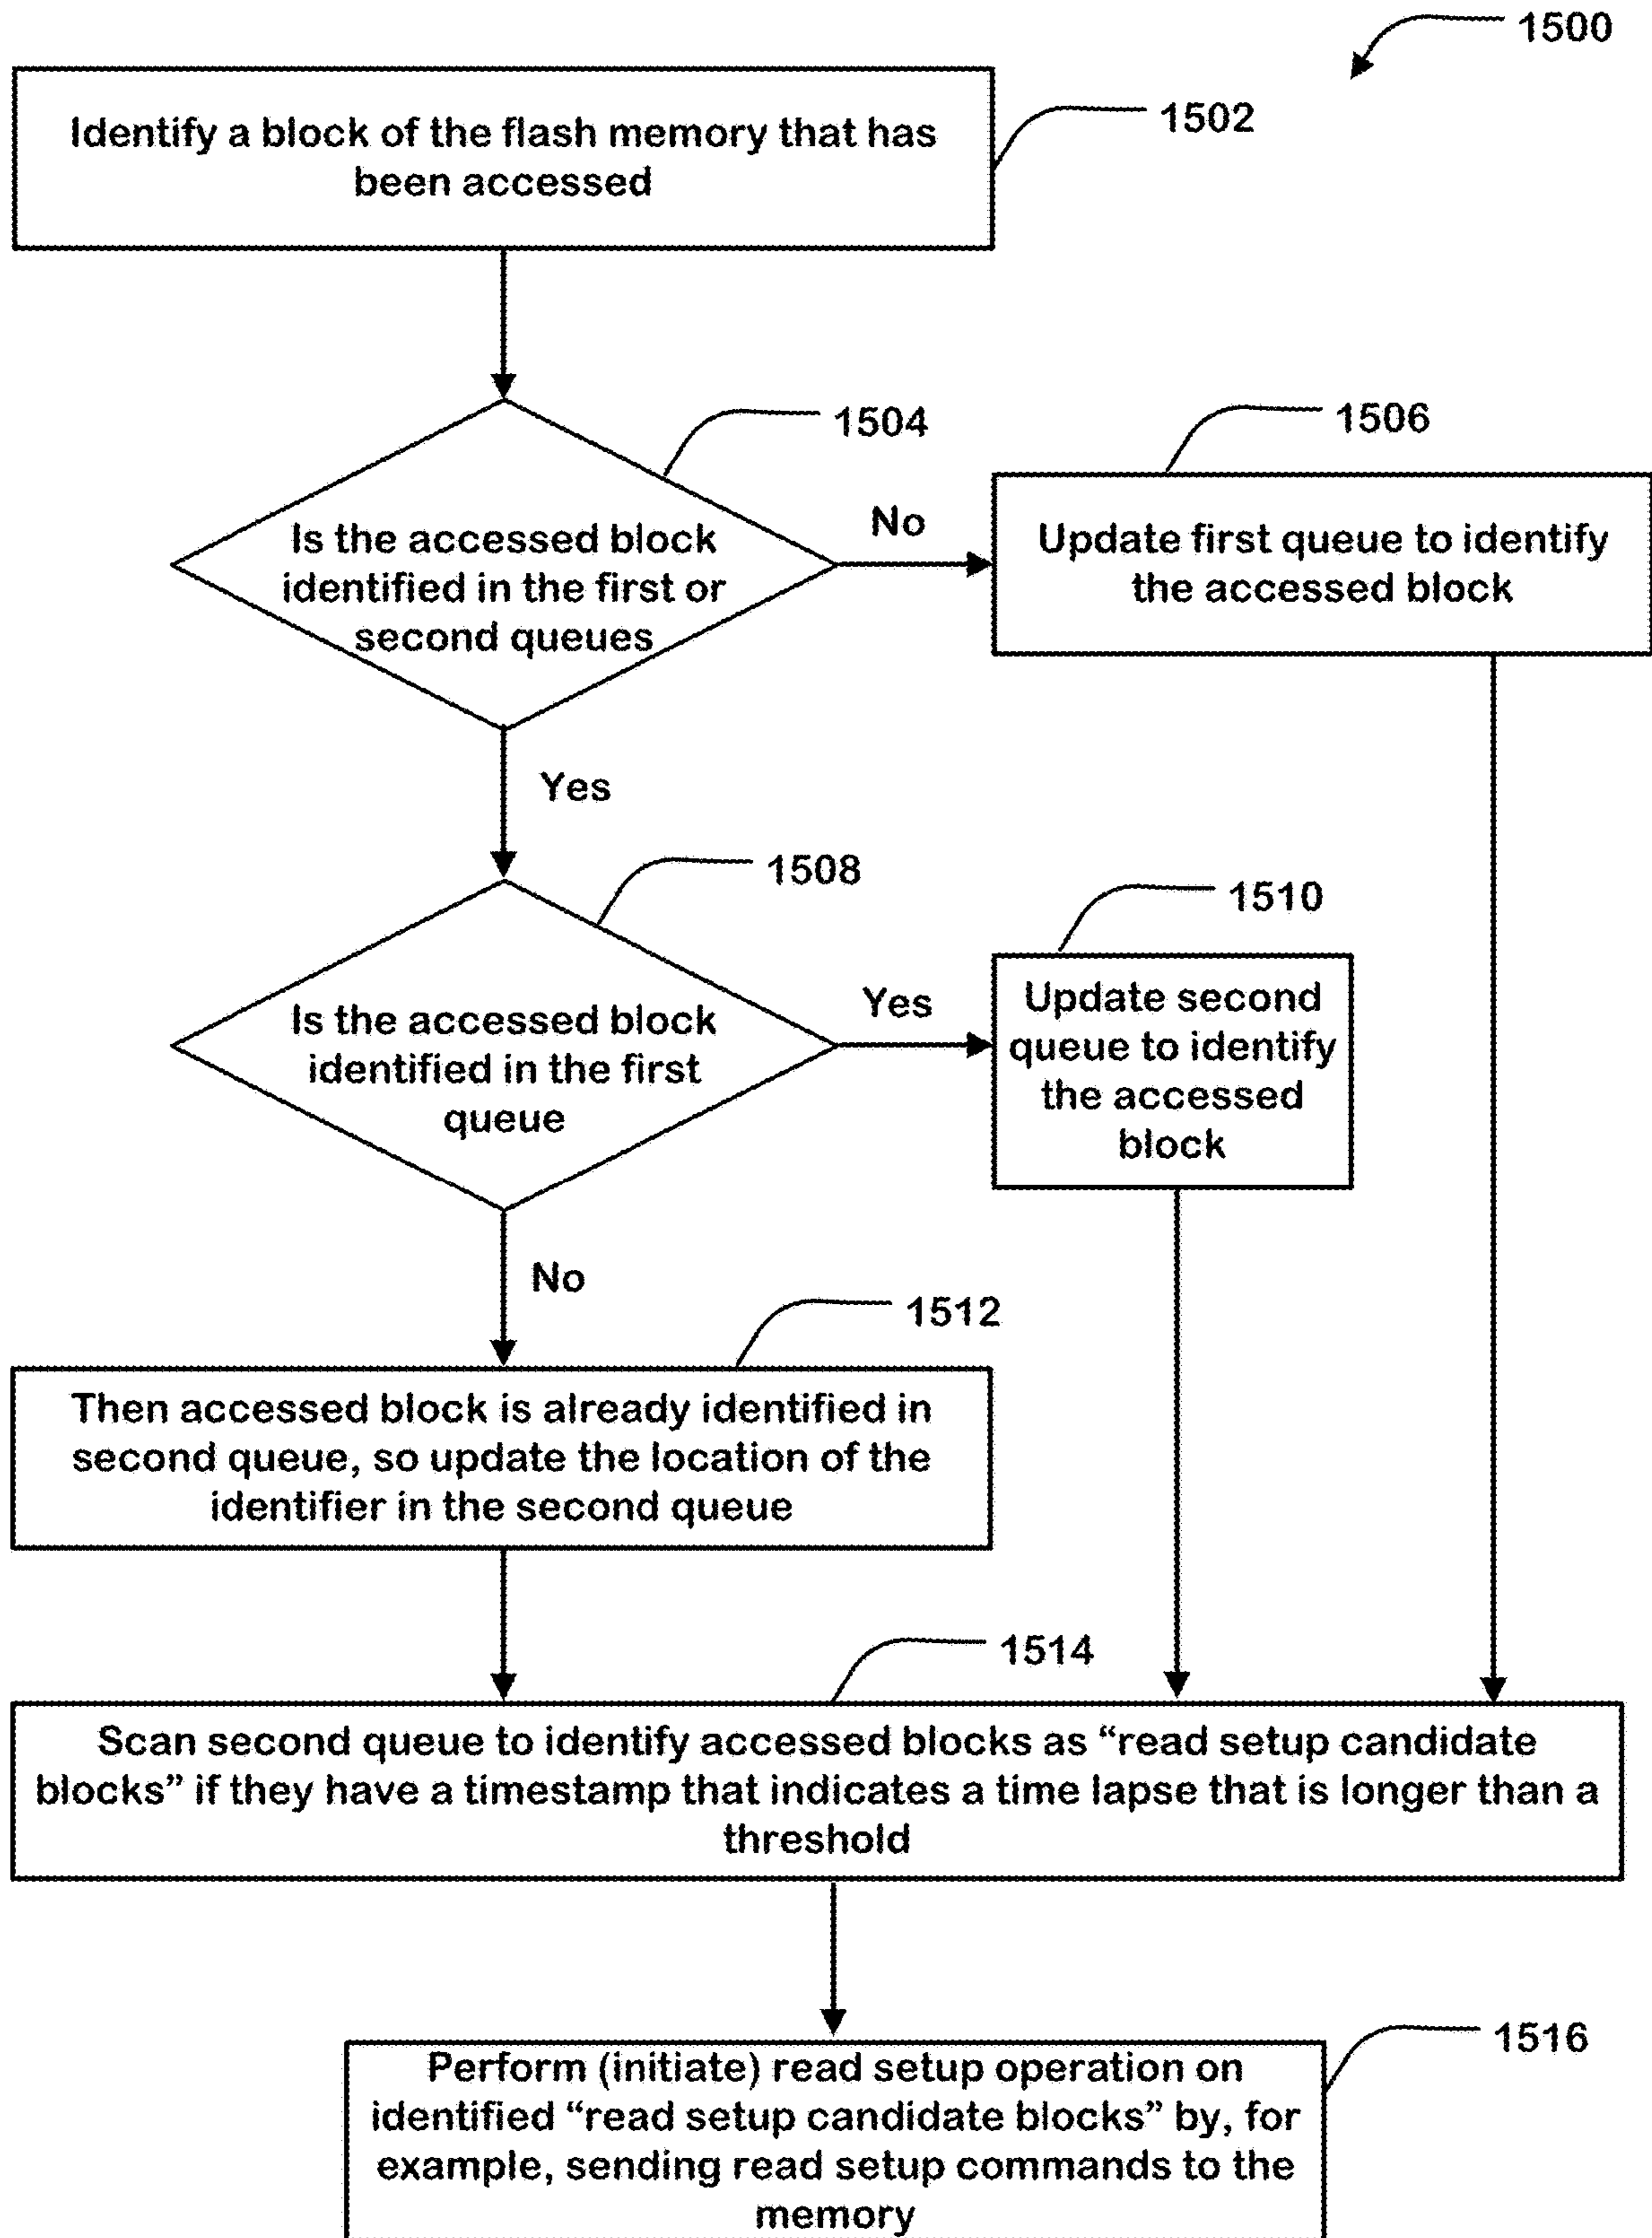 1500
Identify a block of the flash memory that has
been accessed
1502
1504
Is the accessed block
identified in the first or
second queues
No
1506
Update first queue to identify
the accessed block
Yes
1508
Is the accessed block
identified in the first
queue
Yes
1510
Update second
queue to identify
the accessed
block
No
1512
Then accessed block is already identified in
second queue, so update the location of the
identifier in the second queue
1514
Scan second queue to identify accessed blocks as “read setup candidate
blocks” if they have a timestamp that indicates a time lapse that is longer than a
threshold
1516
Perform (initiate) read setup operation on
identified “read setup candidate blocks” by, for
example, sending read setup commands to the
memory